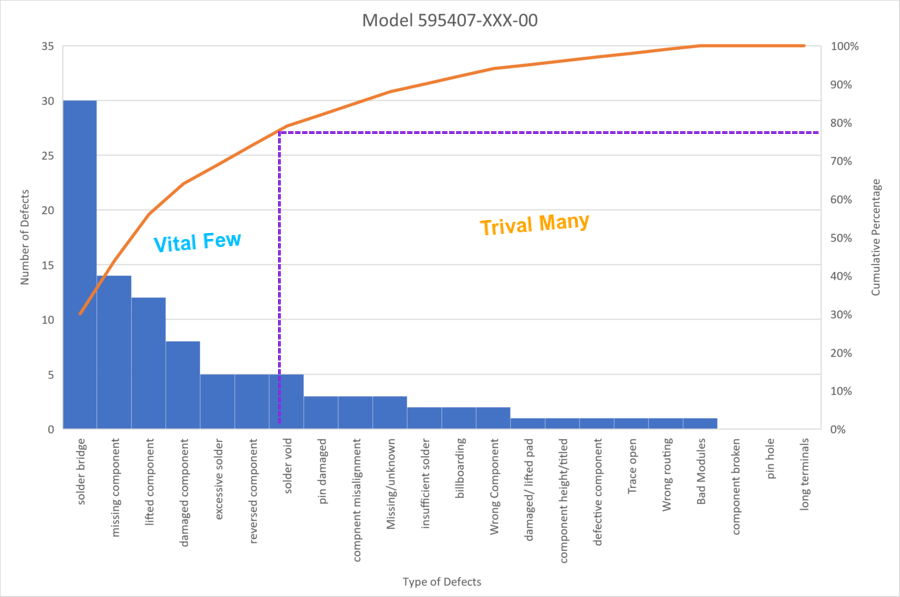 Model 595407-XXX-00
35
30
25
20
15
10
5
0
100%
90%
80%
70%
60%
50%
40%
30%
20%
10%
0%
Number of Defects
Cumulative Percentage
Vital Few
Trival Many
solder bridge
missing component
lifted component
damaged component
excessive solder
reversed component
solder void
pin damaged
compnent misalignment
Missing/unknown
insufficient solder
billboarding
Wrong Component
damaged/ lifted pad
component height/titled
defective component
Trace open
Wrong routing
Bad Modules
component broken
pin hole
long terminals
Type of Defects